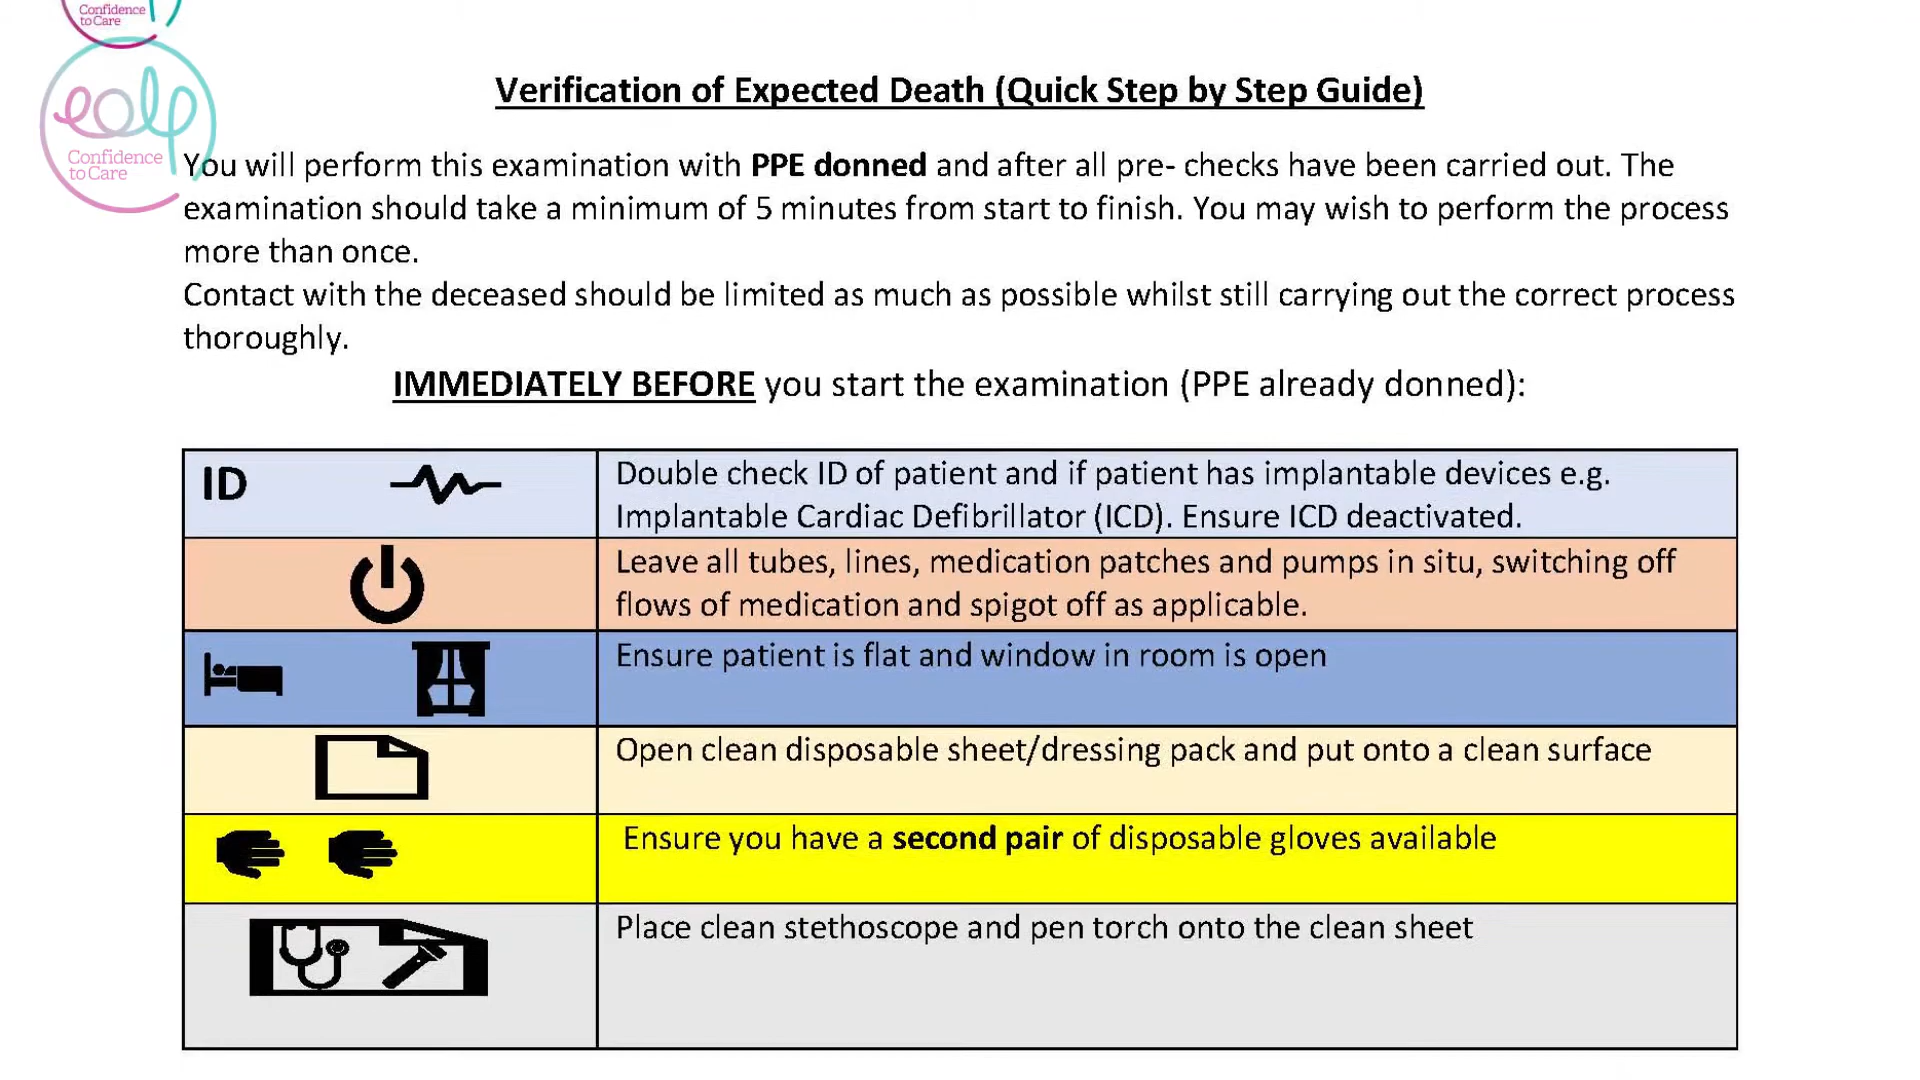 Confidence
to Care
eolp
Confidence
to Care
Verification of Expected Death (Quick Step by Step Guide)
You will perform this examination with PPE donned and after all pre- checks have been carried out. The
examination should take a minimum of 5 minutes from start to finish. You may wish to perform the process
more than once.
Contact with the deceased should be limited as much as possible whilst still carrying out the correct process
thoroughly.
IMMEDIATELY BEFORE you start the examination (PPE already donned):
ID
Double check ID of patient and if patient has implantable devices e.g.
Implantable Cardiac Defibrillator (ICD). Ensure ICD deactivated.
Leave all tubes, lines, medication patches and pumps in situ, switching off
flows of medication and spigot off as applicable.
Ensure patient is flat and window in room is open
Open clean disposable sheet/dressing pack and put onto a clean surface
Ensure you have a second pair of disposable gloves available
Place clean stethoscope and pen torch onto the clean sheet